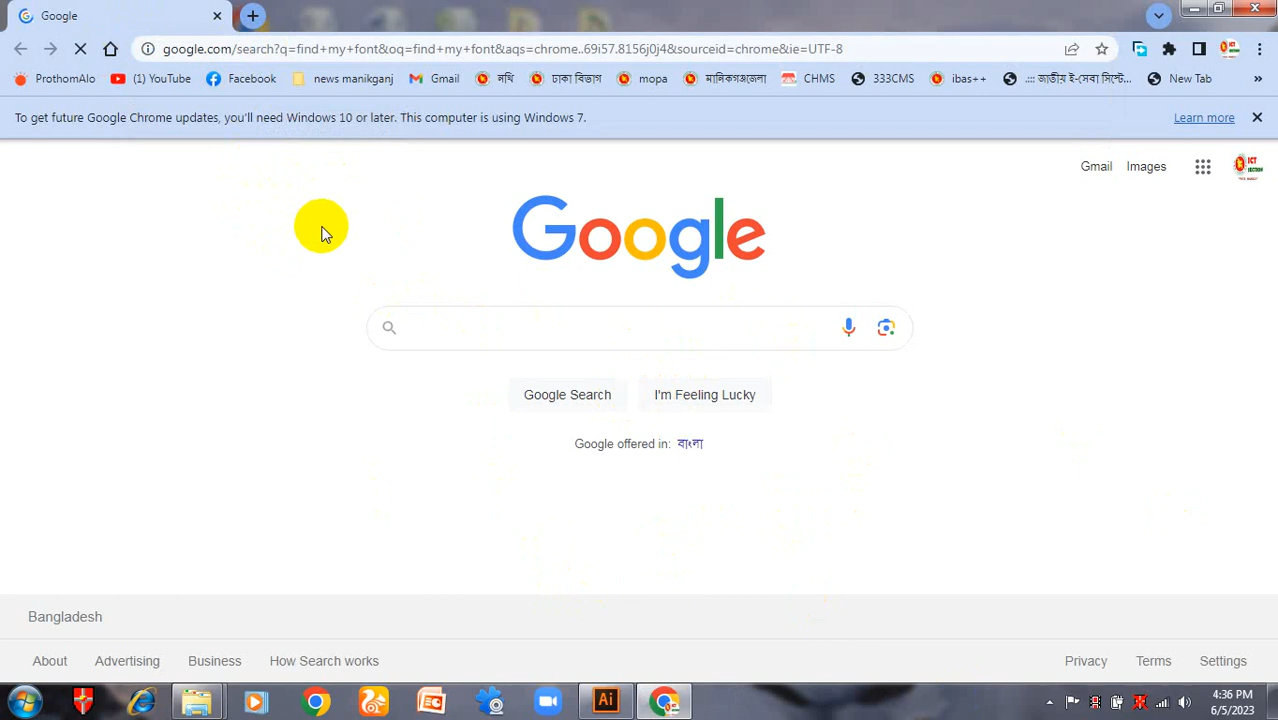 Google
google.com/search?q=find+my+font&oq=find+my+font&aqs=chrome..69i57.8156j0j4&sourceid=chrome&ie=UTF-8
ProthomAlo (1) YouTube Facebook news manikganj Gmail নথি ঢাকা বিভাগ mopa মানিকগঞ্জজেলা CHMS 333CMS ibas++ .::: জাতীয় ই-সেবা সিস্টে... New Tab »
To get future Google Chrome updates, you'll need Windows 10 or later. This computer is using Windows 7. Learn more
Gmail Images ICT SECTION
Google
Google Search I'm Feeling Lucky
Google offered in: বাংলা
Bangladesh
About Advertising Business How Search works Privacy Terms Settings
Ai
4:36 PM
6/5/2023